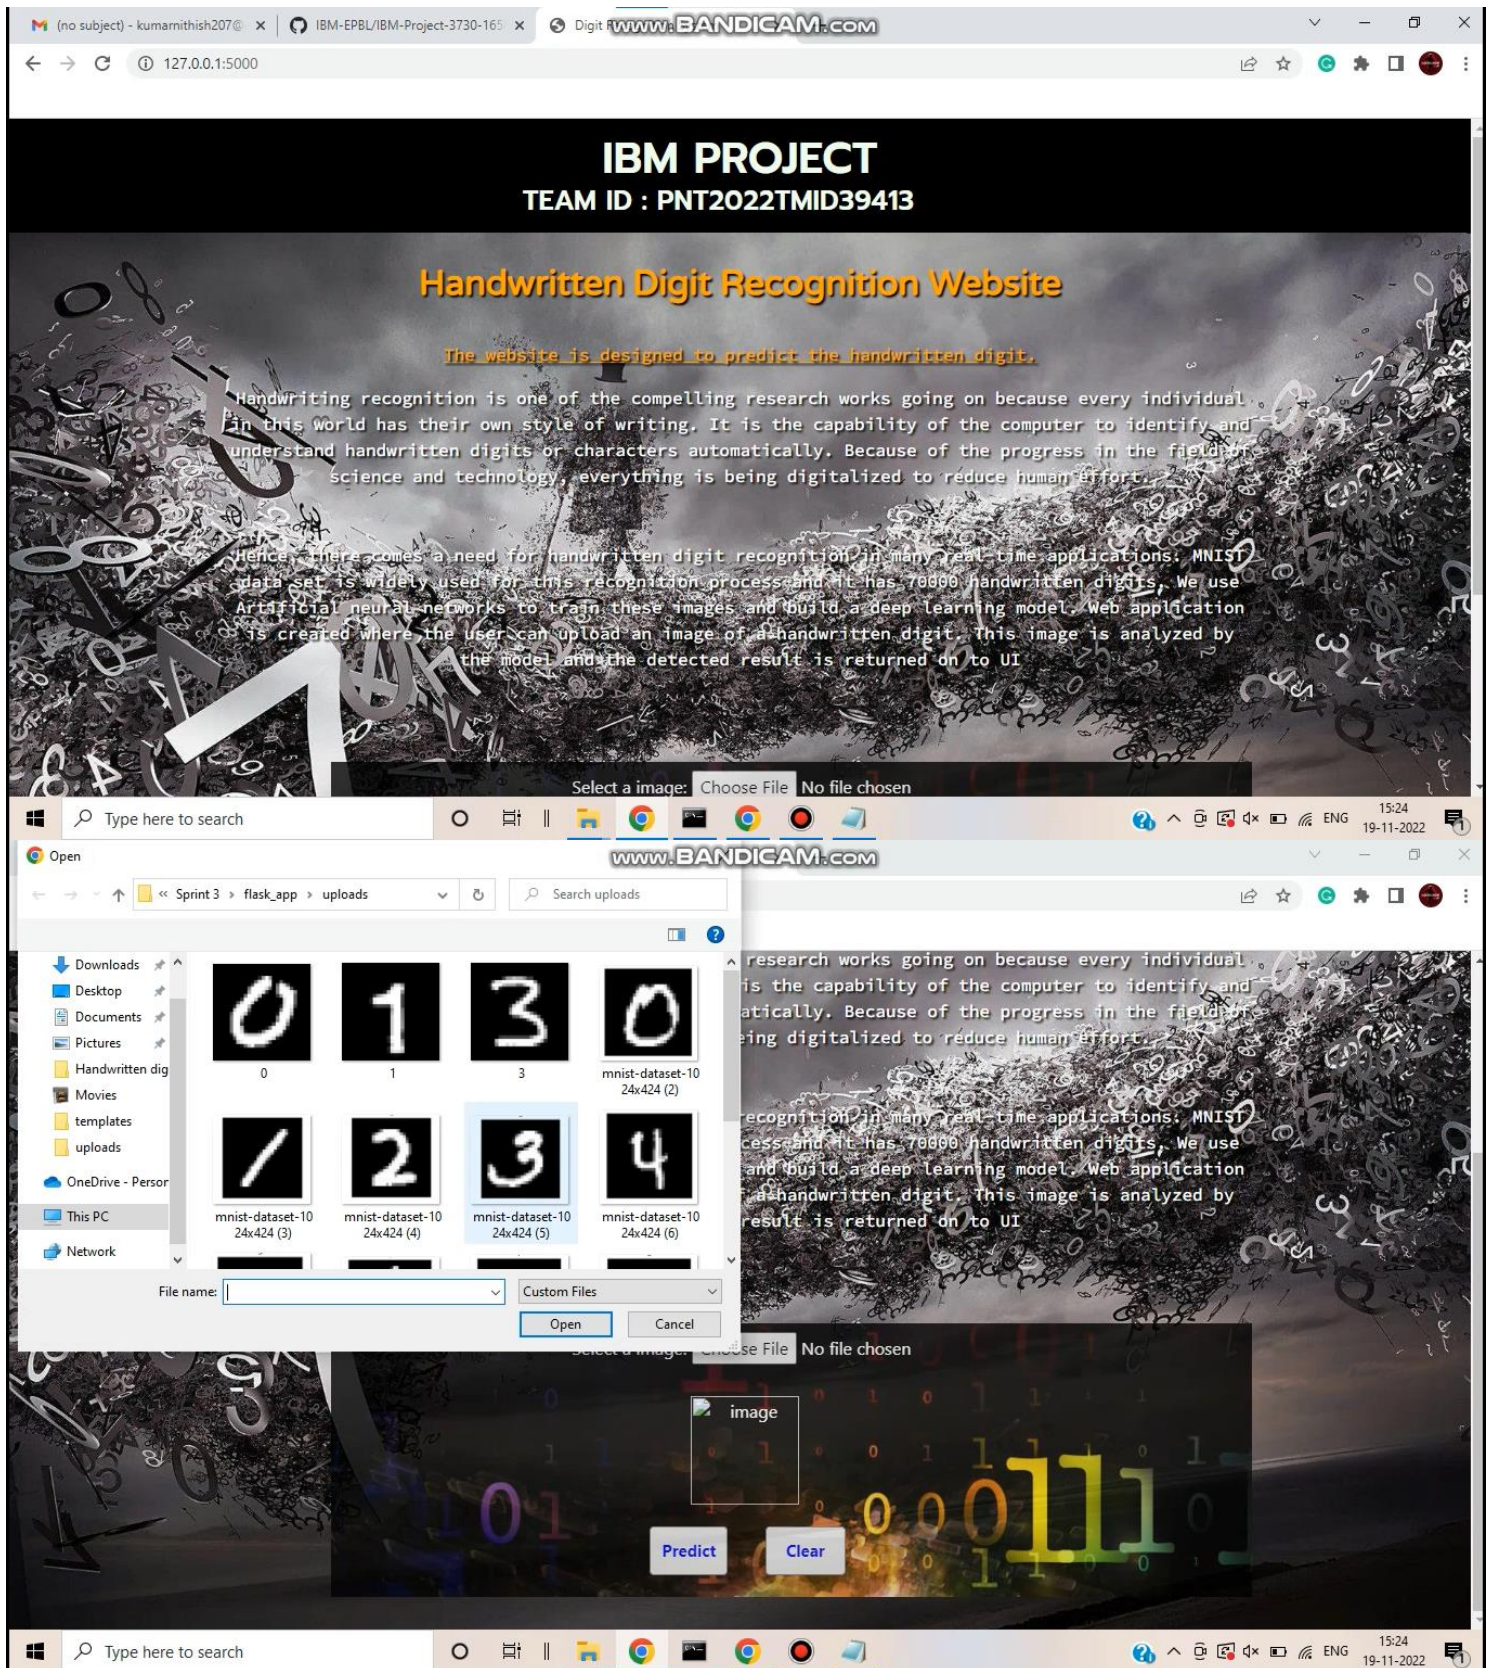 (no subject) - kumarnithish207@
IBM-EPBL/IBM-Project-3730-165
Digit
WWW.BANDICAM.COM
127.0.0.1:5000
IBM PROJECT
TEAM ID : PNT2022TMID39413
Handwritten Digit Recognition Website
The website is designed to predict the handwritten digit.
Handwriting recognition is one of the compelling research works going on because every individual
in this World has their own style of writing. It is the capability of the computer to identify and
understand handwritten digits or characters automatically. Because of the progress in the field of
science and technology, everything is being digitalized to reduce human effort.
Hence, there comes a need for handwritten digit recognition in many real-time applications. MNIST
data set is widely used for this recognition process and it has 70000 handwritten digits. We use
Artificial neural networks to train these images and build a deep learning model. Web application
is created where the user can upload an image of a handwritten digit. This image is analyzed by
the model and the detected result is returned on to UI
Select a image: Choose File No file chosen
Type here to search
ENG
15:24
19-11-2022
1
Open
WWW.BANDICAM.COM
« Sprint 3 › flask_app › uploads
Search uploads
Downloads
Desktop
Documents
Pictures
Handwritten dig
Movies
templates
uploads
OneDrive - Person
This PC
Network
0 1 3 0
0 1 3 mnist-dataset-10
24x424 (2)
1 2 3 4
mnist-dataset-10 mnist-dataset-10 mnist-dataset-10 mnist-dataset-10
24x424 (3) 24x424 (4) 24x424 (5) 24x424 (6)
File name:
Custom Files
Open Cancel
research works going on because every individual
is the capability of the computer to identify and
atically. Because of the progress in the field of
ing digitalized to reduce human effort.
recognition in many real-time applications. MNIST
cess and it has 70000 handwritten digits. We use
and build a deep learning model. Web application
a handwritten digit. This image is analyzed by
result is returned on to UI
Select a image: Choose File No file chosen
image
Predict Clear
Type here to search
ENG
15:24
19-11-2022
1